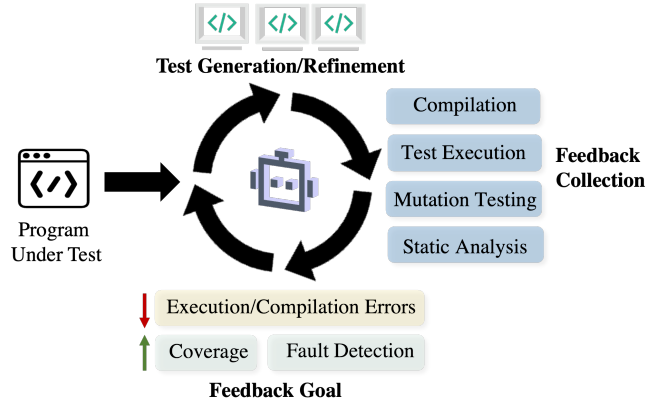 </>
</>
</>
Test Generation/Refinement
Compilation
Test Execution
Mutation Testing
Static Analysis
Feedback
Collection
</>
Program
Under Test
Execution/Compilation Errors
Coverage
Fault Detection
Feedback Goal